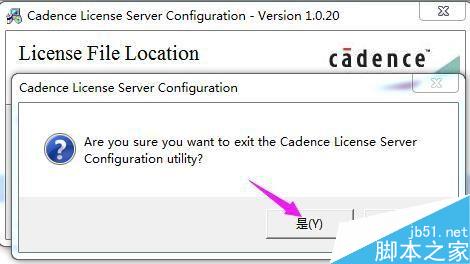 Cadence License Server Configuration - Version 1.0.20
License File Location
cādence™
Cadence License Server Configuration
Are you sure you want to exit the Cadence License Server
Configuration utility?
是(Y)
jb51.net
脚本之家